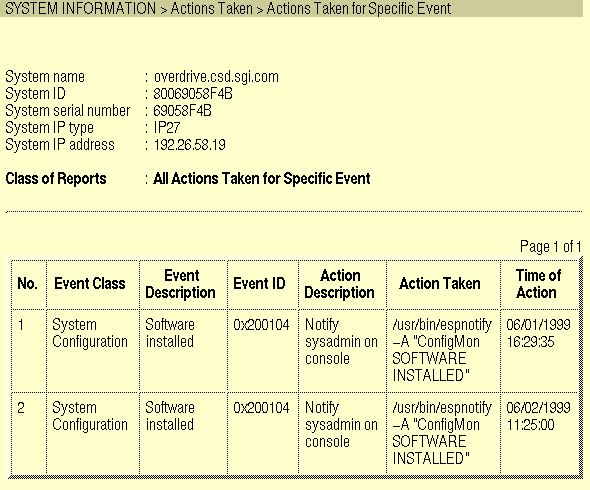 SYSTEM INFORMATION > Actions Taken > Actions Taken for Specific Event
System name : overdrive.csd.sgi.com
System ID : 80069058F4B
System serial number : 69058F4B
System IP type : IP27
System IP address : 192.26.58.19
Class of Reports : All Actions Taken for Specific Event
Page 1 of 1
No. Event Class Event Description Event ID Action Description Action Taken Time of Action
1 System Configuration Software installed 0x200104 Notify sysadmin on console /usr/bin/espnotify -A "ConfigMon SOFTWARE INSTALLED" 06/01/1999 16:29:35
2 System Configuration Software installed 0x200104 Notify sysadmin on console /usr/bin/espnotify -A "ConfigMon SOFTWARE INSTALLED" 06/02/1999 11:25:00